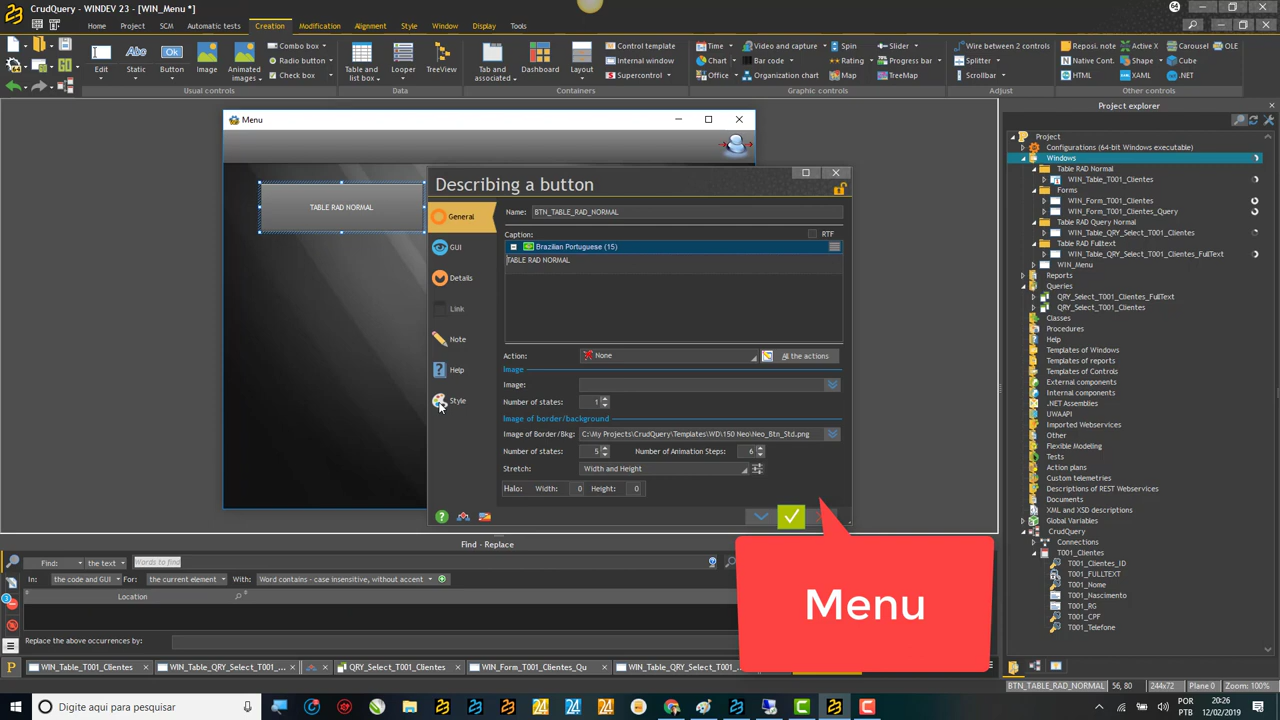 CrudQuery - WINDEV 23 - [WIN_Menu *]
64
Home Project SCM Automatic tests Creation Modification Alignment Style Window Display Tools
Edit Static Button Image Animated images
Combo box Radio button Check box
Usual controls
Table and list box Looper TreeView
Data
Tab and associated... Dashboard Layout
Control template Internal window Supercontrol
Containers
Time Video and capture Spin Slider
Chart Bar code Rating Progress bar
Office Organization chart Map TreeMap
Graphic controls
Wire between 2 controls
Splitter
Scrollbar
Adjust
Reposi. note Active X Carousel OLE
Native Cont. Shape Cube
HTML XAML .NET
Other controls
Menu
TABLE RAD NORMAL
Describing a button
General
GUI
Details
Link
Note
Help
Style
Name: BTN_TABLE_RAD_NORMAL
Caption: RTF
Brazilian Portuguese (15)
TABLE RAD NORMAL
Action: None All the actions
Image
Image:
Number of states: 1
Image of border/background
Image of Border/Bkg: C:\My Projects\CrudQuery\Templates\WD\150 Neo\Neo_Btn_Std.png
Number of states: 5 Number of Animation Steps: 6
Stretch: Width and Height
Halo: Width: 0 Height: 0
Menu
Project explorer
Project
Configurations (64-bit Windows executable)
Windows
Table RAD Normal
WIN_Table_T001_Clientes
Forms
WIN_Form_T001_Clientes
WIN_Form_T001_Clientes_Query
Table RAD Query Normal
WIN_Table_QRY_Select_T001_Clientes
Table RAD Fulltext
WIN_Table_QRY_Select_T001_Clientes_FullText
WIN_Menu
Reports
Queries
QRY_Select_T001_Clientes_FullText
QRY_Select_T001_Clientes
Classes
Procedures
Help
Templates of Windows
Templates of reports
Templates of Controls
External components
Internal components
.NET Assemblies
UWAAPI
Imported Webservices
Other
Flexible Modeling
Tests
Action plans
Custom telemetries
Descriptions of REST Webservices
Documents
XML and XSD descriptions
Global Variables
CrudQuery
Connections
T001_Clientes
T001_Clientes_ID
T001_FULLTEXT
T001_Nome
T001_Nascimento
T001_RG
T001_CPF
T001_Telefone
Find - Replace
Find: the text Words to find
In: the code and GUI For: the current element With: Word contains - case insensitive, without accent
Location
Replace the above occurrences by:
WIN_Table_T001_Clientes WIN_Table_QRY_Select_T001_... QRY_Select_T001_Clientes WIN_Form_T001_Clientes_Qu WIN_Table_QRY_Select_T001_...
BTN_TABLE_RAD_NORMAL 56, 80 244x72 Plane 0 Zoom: 100%
Digite aqui para pesquisar
POR
PTB
20:26
12/02/2019